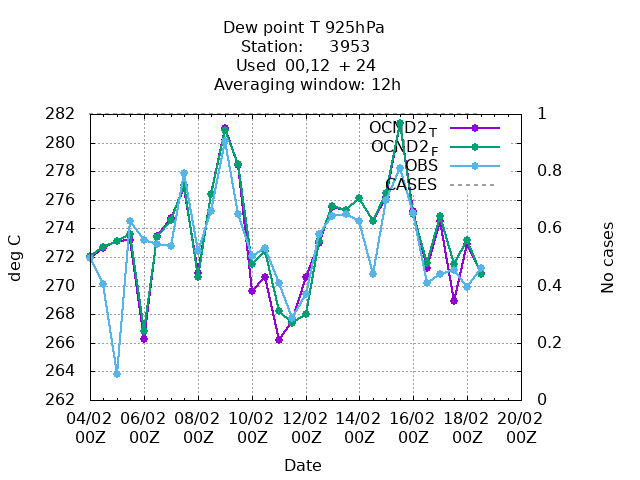 Dew point T 925hPa
Station: 3953
Used 00,12 + 24
Averaging window: 12h
282 1
280
278 0.8
276
274 0.6
272
270 0.4
268
266 0.2
264
262 0
OCND2T
OCND2F
OBS
CASES
deg C
No cases
04/02 06/02 08/02 10/02 12/02 14/02 16/02 18/02 20/02
00Z 00Z 00Z 00Z 00Z 00Z 00Z 00Z 00Z
Date